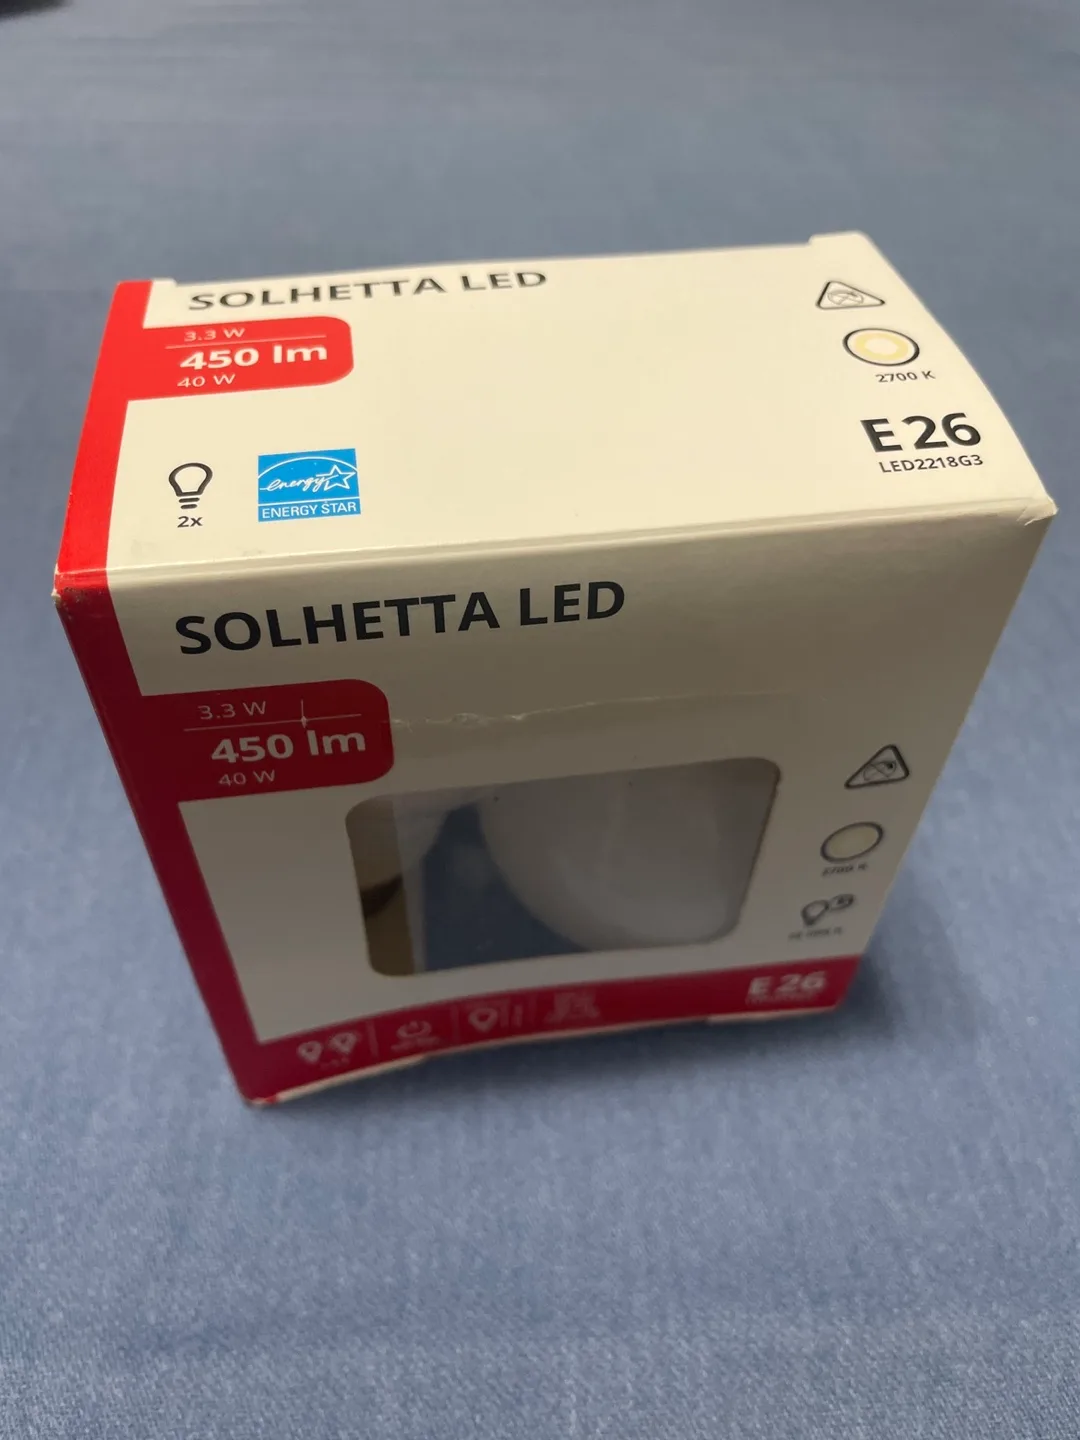 SOLHETTA LED
3.3 W
450 lm
40 W
2700 K
E26
LED2218G3
2x
energy
ENERGY STAR
SOLHETTA LED
3.3 W
450 lm
40 W
2700 K
E26